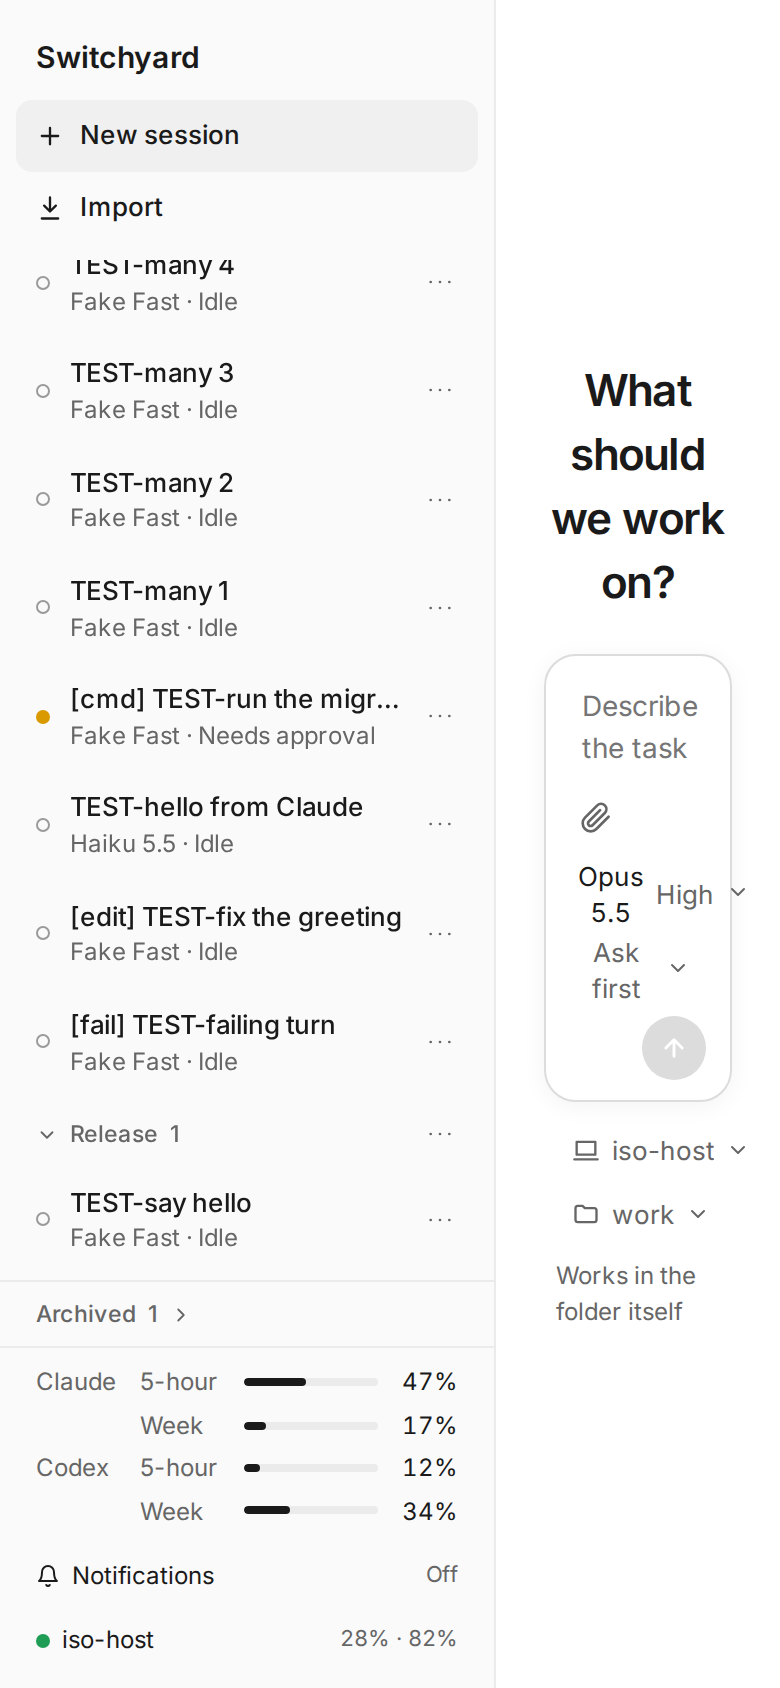 Switchyard
New session
Import
TEST-many 4
Fake Fast · Idle
TEST-many 3
Fake Fast · Idle
TEST-many 2
Fake Fast · Idle
TEST-many 1
Fake Fast · Idle
[cmd] TEST-run the migr...
Fake Fast · Needs approval
TEST-hello from Claude
Haiku 5.5 · Idle
[edit] TEST-fix the greeting
Fake Fast · Idle
[fail] TEST-failing turn
Fake Fast · Idle
Release 1
TEST-say hello
Fake Fast · Idle
Archived 1
Claude 5-hour 47%
Week 17%
Codex 5-hour 12%
Week 34%
Notifications Off
iso-host 28% · 82%
What
should
we work
on?
Describe
the task
Opus
5.5
High
Ask
first
iso-host
work
Works in the
folder itself